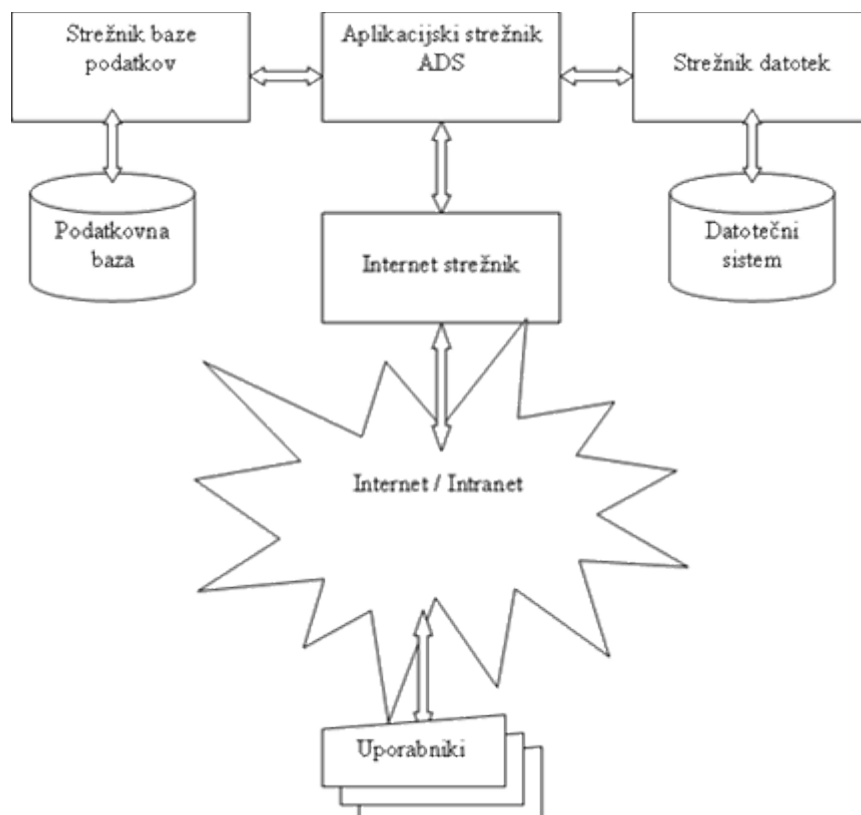 Strežnik baze
podatkov
Aplikacijski strežnik
ADS
Strežnik datotek
Podatkovna
baza
Internet strežnik
Datotečni
sistem
Internet / Intranet
Uporabniki